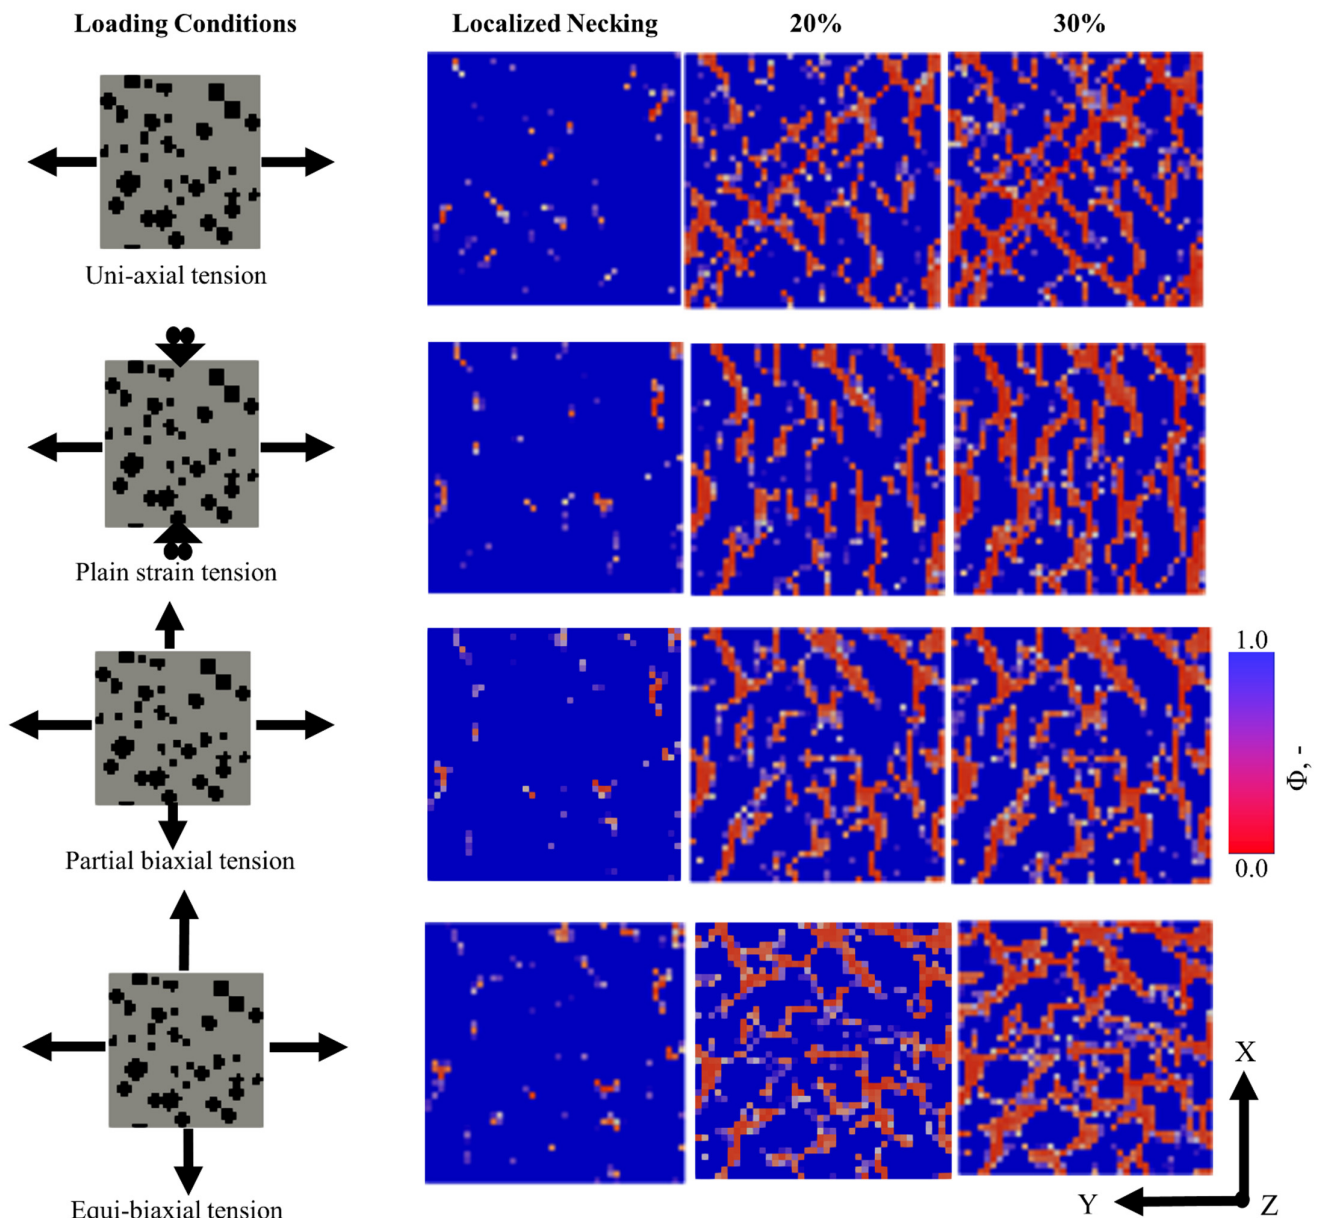 Loading Conditions
Localized Necking
20%
30%
Uni-axial tension
Plain strain tension
Partial biaxial tension
Equi-biaxial tension
1.0
Φ, -
0.0
X
Y
Z